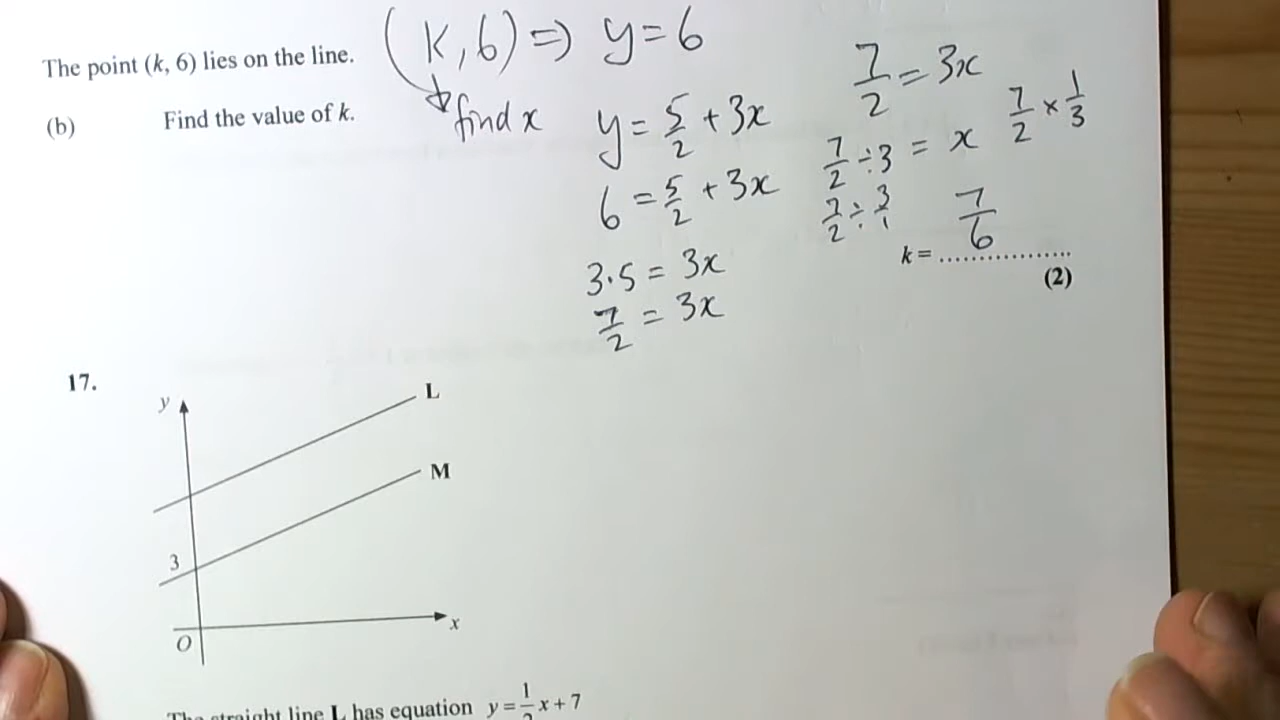 The point (k, 6) lies on the line.
(b) Find the value of k.
(k, 6) ⇒ y = 6
find x
y = 5/2 + 3x
6 = 5/2 + 3x
3·5 = 3x
7/2 = 3x
7/2 = 3x
7/2 ÷ 3 = x
7/2 × 1/3
7/2 ÷ 3/1
7/6
k = ..................
(2)
17.
y
L
M
3
O
x
The straight line L has equation y = 1/2 x + 7